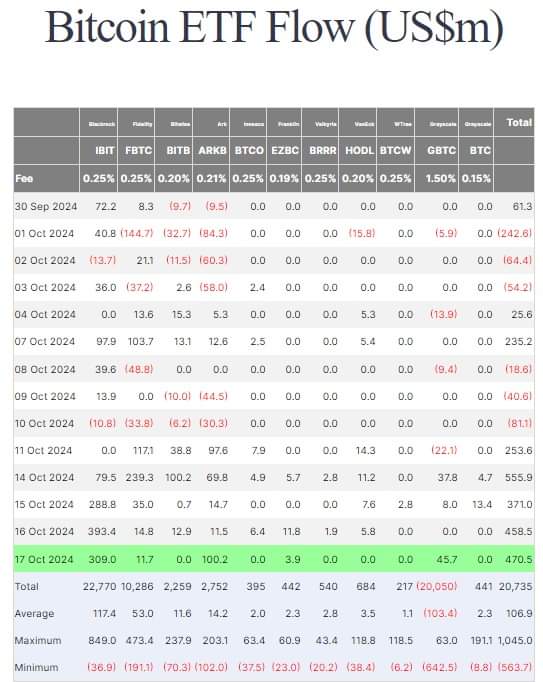 Bitcoin ETF Flow (US$m)
Blackrock Fidelity Bitwise Ark Invesco Franklin Valkyrie VanEck WTree Grayscale Grayscale Total
IBIT FBTC BITB ARKB BTCO EZBC BRRR HODL BTCW GBTC BTC
Fee 0.25% 0.25% 0.20% 0.21% 0.25% 0.19% 0.25% 0.20% 0.25% 1.50% 0.15%
30 Sep 2024 72.2 8.3 (9.7) (9.5) 0.0 0.0 0.0 0.0 0.0 0.0 0.0 61.3
01 Oct 2024 40.8 (144.7) (32.7) (84.3) 0.0 0.0 0.0 (15.8) 0.0 (5.9) 0.0 (242.6)
02 Oct 2024 (13.7) 21.1 (11.5) (60.3) 0.0 0.0 0.0 0.0 0.0 0.0 0.0 (64.4)
03 Oct 2024 36.0 (37.2) 2.6 (58.0) 2.4 0.0 0.0 0.0 0.0 0.0 0.0 (54.2)
04 Oct 2024 0.0 13.6 15.3 5.3 0.0 0.0 0.0 5.3 0.0 (13.9) 0.0 25.6
07 Oct 2024 97.9 103.7 13.1 12.6 2.5 0.0 0.0 5.4 0.0 0.0 0.0 235.2
08 Oct 2024 39.6 (48.8) 0.0 0.0 0.0 0.0 0.0 0.0 0.0 (9.4) 0.0 (18.6)
09 Oct 2024 13.9 0.0 (10.0) (44.5) 0.0 0.0 0.0 0.0 0.0 0.0 0.0 (40.6)
10 Oct 2024 (10.8) (33.8) (6.2) (30.3) 0.0 0.0 0.0 0.0 0.0 0.0 0.0 (81.1)
11 Oct 2024 0.0 117.1 38.8 97.6 7.9 0.0 0.0 14.3 0.0 (22.1) 0.0 253.6
14 Oct 2024 79.5 239.3 100.2 69.8 4.9 5.7 2.8 11.2 0.0 37.8 4.7 555.9
15 Oct 2024 288.8 35.0 0.7 14.7 0.0 0.0 0.0 7.6 2.8 8.0 13.4 371.0
16 Oct 2024 393.4 14.8 12.9 11.5 6.4 11.8 1.9 5.8 0.0 0.0 0.0 458.5
17 Oct 2024 309.0 11.7 0.0 100.2 0.0 3.9 0.0 0.0 0.0 45.7 0.0 470.5
Total 22,770 10,286 2,259 2,752 395 442 540 684 217 (20,050) 441 20,735
Average 117.4 53.0 11.6 14.2 2.0 2.3 2.8 3.5 1.1 (103.4) 2.3 106.9
Maximum 849.0 473.4 237.9 203.1 63.4 60.9 43.4 118.8 118.5 63.0 191.1 1,045.0
Minimum (36.9) (191.1) (70.3) (102.0) (37.5) (23.0) (20.2) (38.4) (6.2) (642.5) (8.8) (563.7)